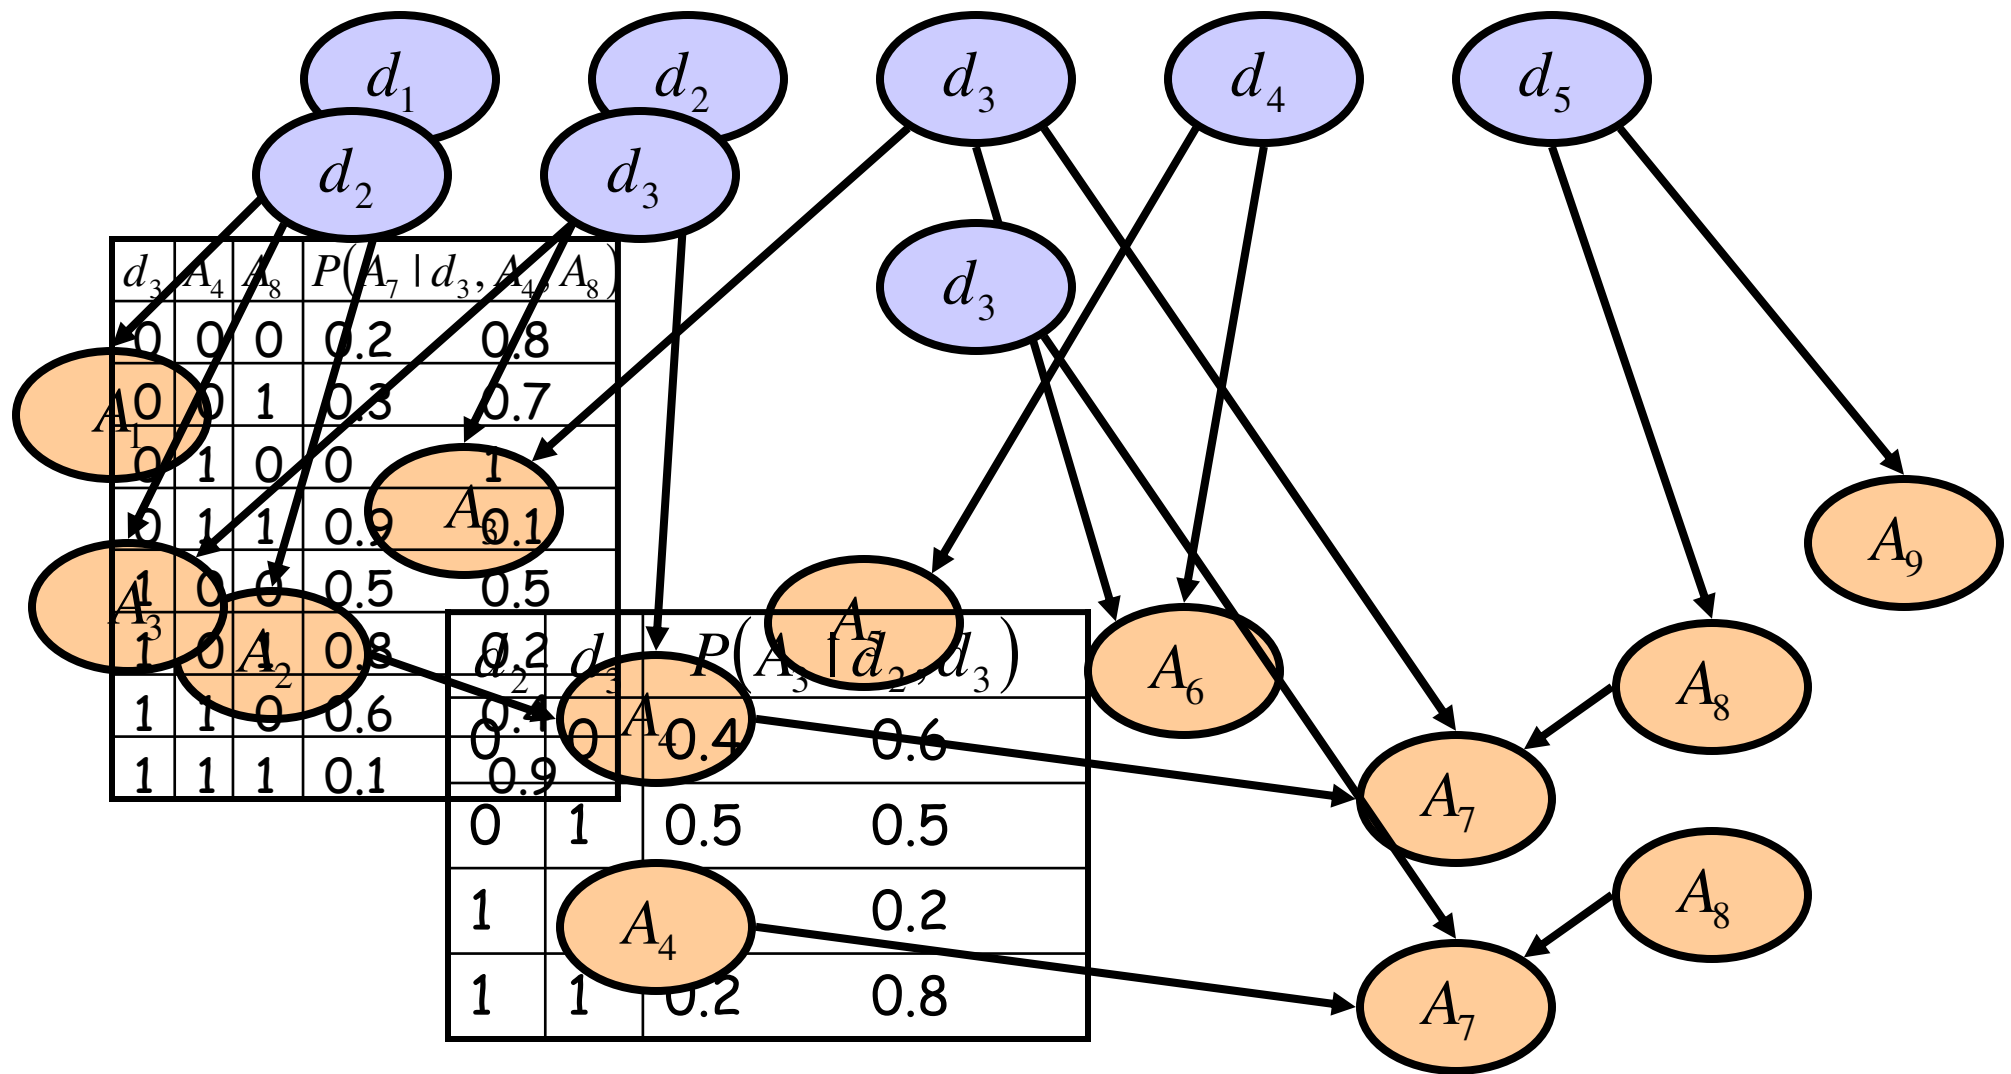 d1 d2 d3 d4 d5
d2 d3
d3
d3 A4 A8 P(A7 | d3, A4, A8)
0 0 0 0.2 0.8
0 0 1 0.3 0.7
0 1 0 0 1
0 1 1 0.9 0.1
1 0 0 0.5 0.5
1 0 1 0.8 0.2
1 1 0 0.6 0.4
1 1 1 0.1 0.9
A1
A3
A9
A3
A2
A5
A6
A8
A4
A7
d2 d3 P(A3 | d2, d3)
0 0 0.4 0.6
0 1 0.5 0.5
1 0.2
1 1 0.2 0.8
A8
A4
A7